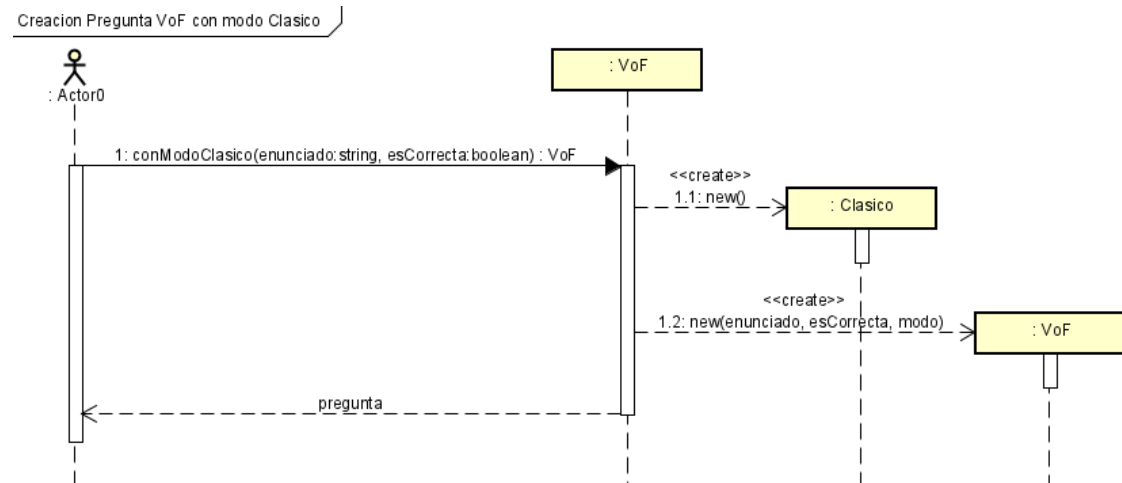 Creacion Pregunta VoF con modo Clasico
: Actor0
: VoF
1: conModoClasico(enunciado:string, esCorrecta:boolean) : VoF
<<create>>
1.1: new()
: Clasico
<<create>>
1.2: new(enunciado, esCorrecta, modo)
: VoF
pregunta